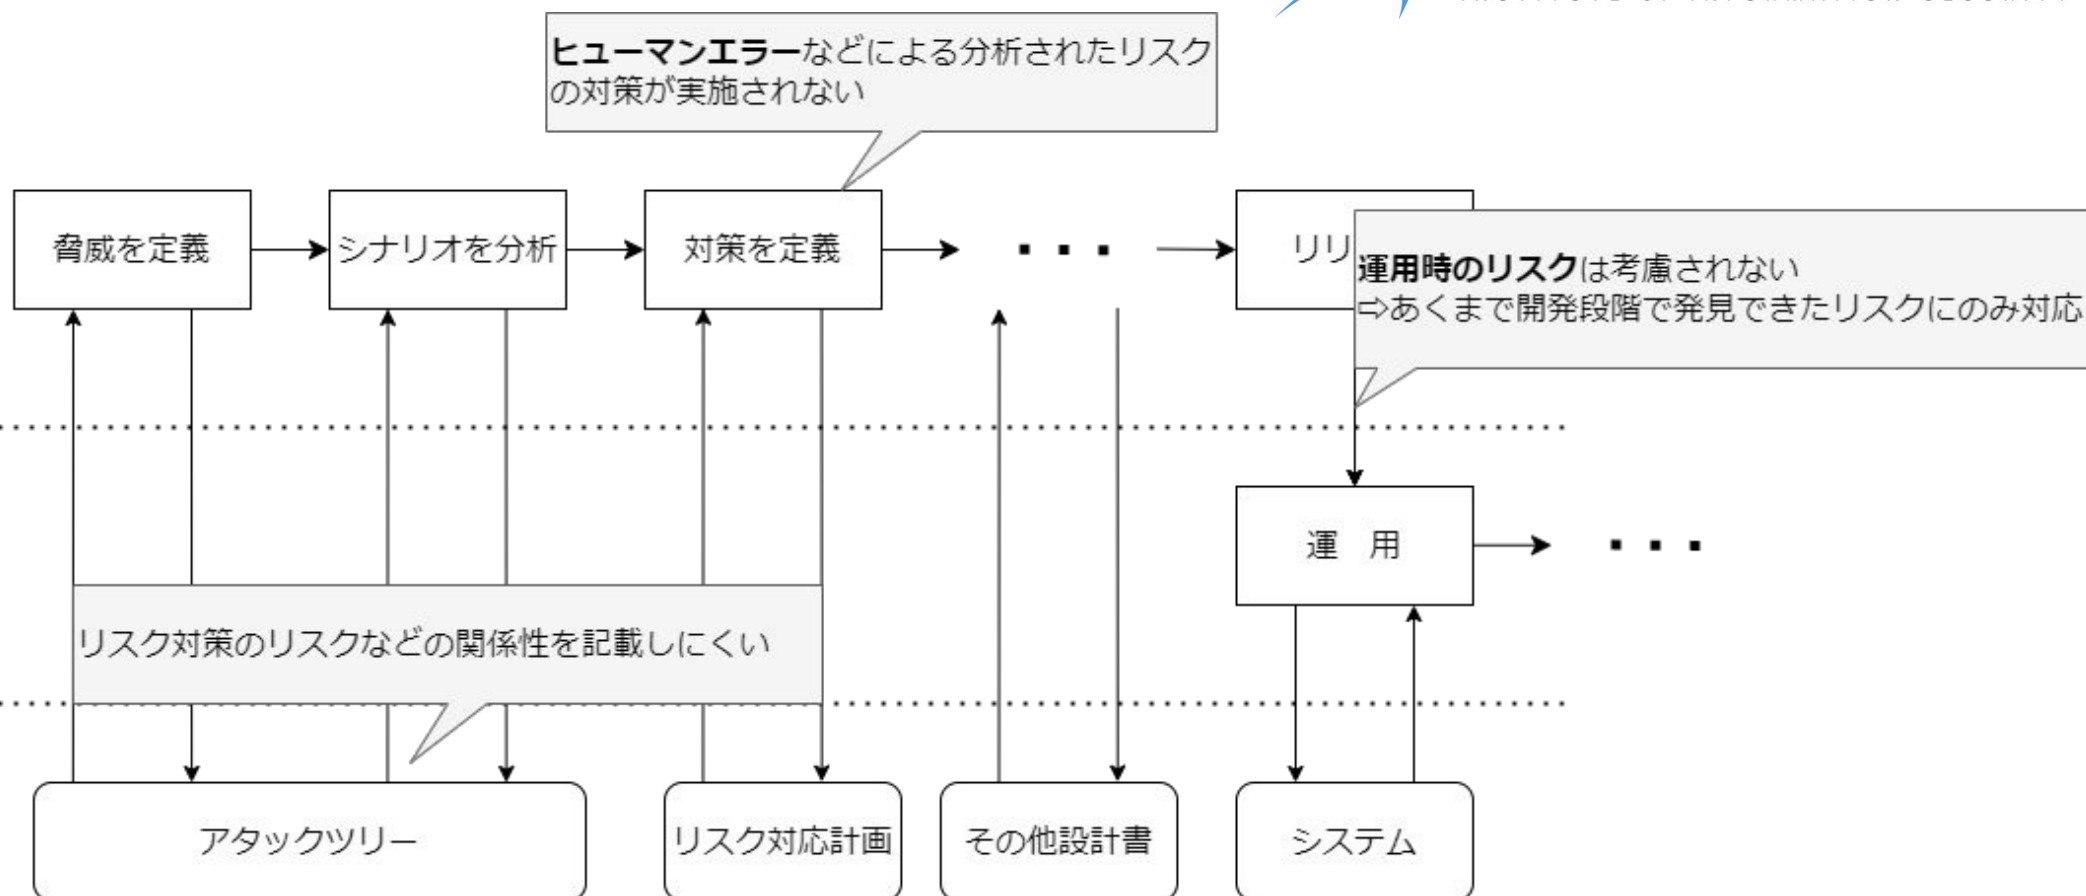 ヒューマンエラーなどによる分析されたリスク
の対策が実施されない
脅威を定義
シナリオを分析
対策を定義
リリ
運用時のリスクは考慮されない
⇨あくまで開発段階で発見できたリスクにのみ対応
運 用
リスク対策のリスクなどの関係性を記載しにくい
アタックツリー
リスク対応計画
その他設計書
システム